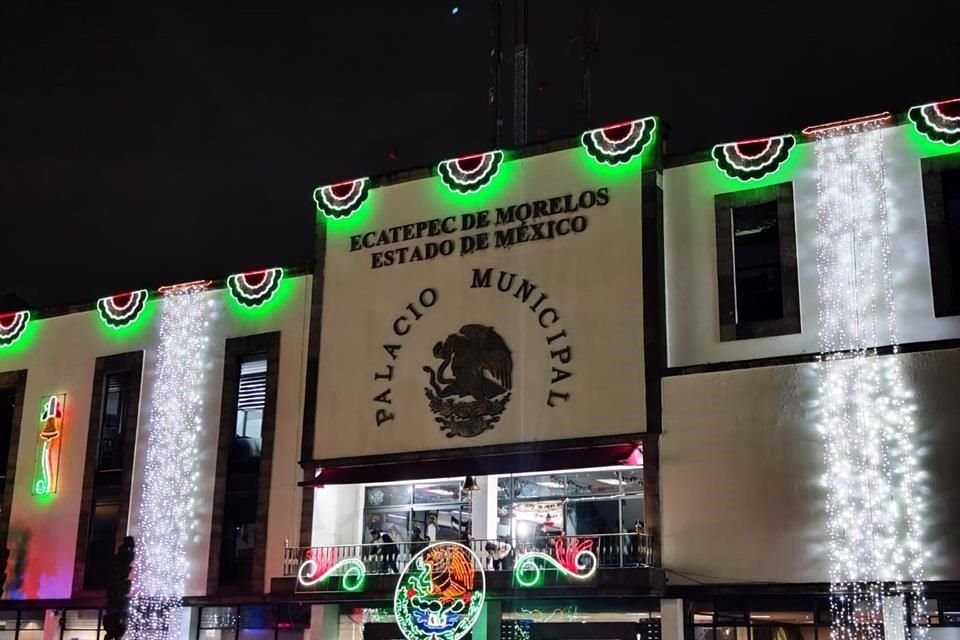 ECATEPEC DE MORELOS
ESTADO DE MÉXICO
PALACIO MUNICIPAL